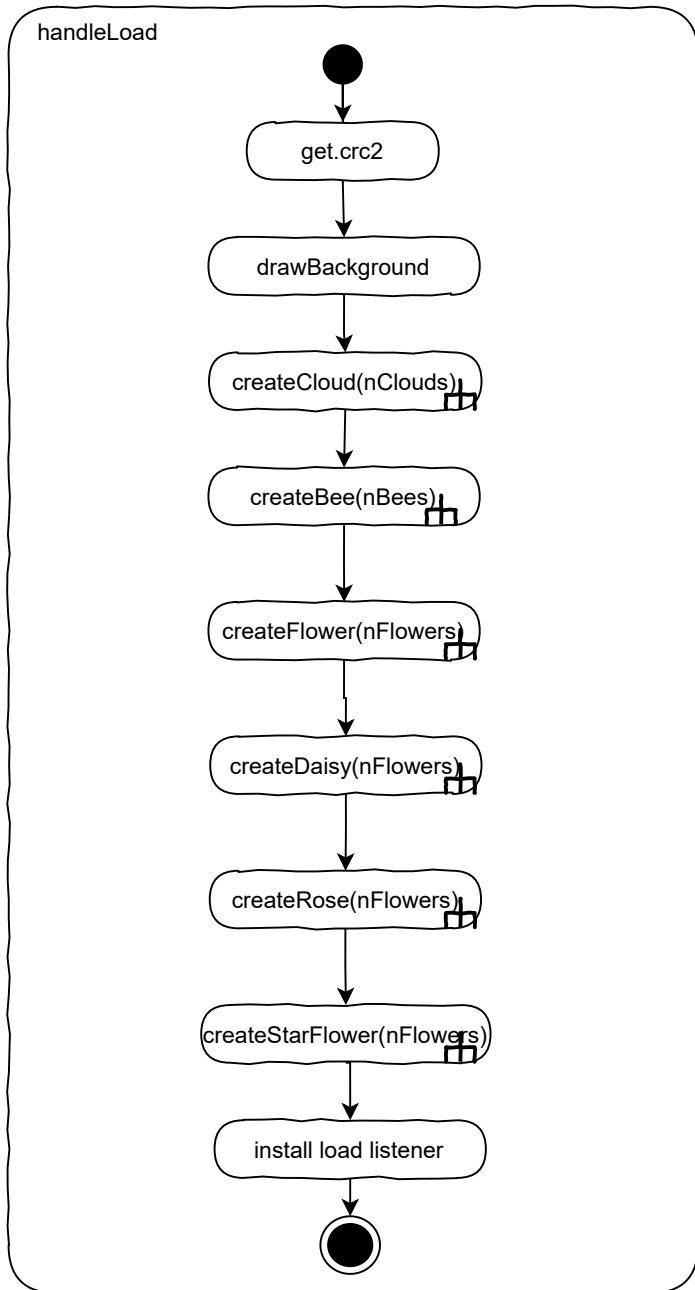 handleLoad
get.crc2
drawBackground
createCloud(nClouds)
createBee(nBees)
createFlower(nFlowers)
createDaisy(nFlowers)
createRose(nFlowers)
createStarFlower(nFlowers)
install load listener